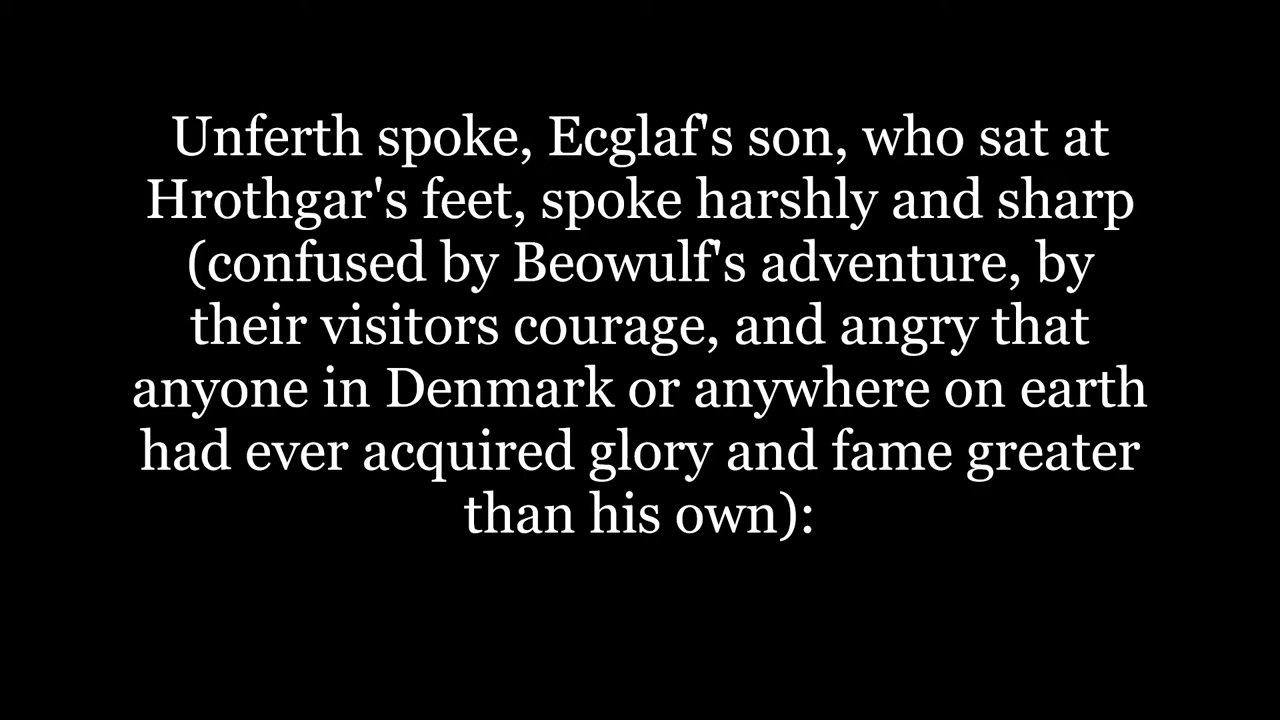 Unferth spoke, Ecglaf's son, who sat at
Hrothgar's feet, spoke harshly and sharp
(confused by Beowulf's adventure, by
their visitors courage, and angry that
anyone in Denmark or anywhere on earth
had ever acquired glory and fame greater
than his own):